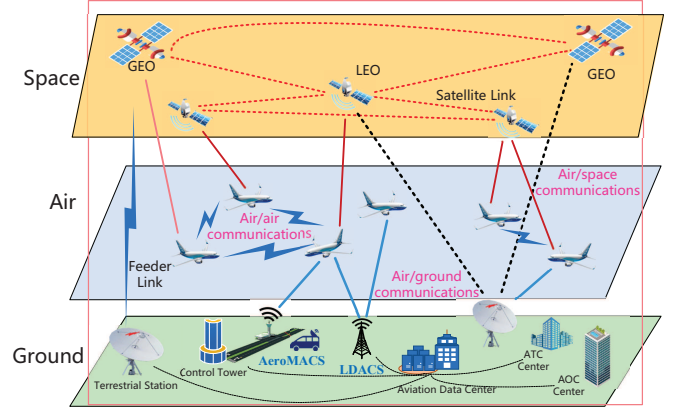 Space
GEO
LEO
GEO
Satellite Link
Air
Air/air
communications
Air/space
communications
Feeder
Link
Air/ground
communications
Ground
Terrestrial Station
Control Tower
AeroMACS
LDACS
Aviation Data Center
ATC
Center
AOC
Center